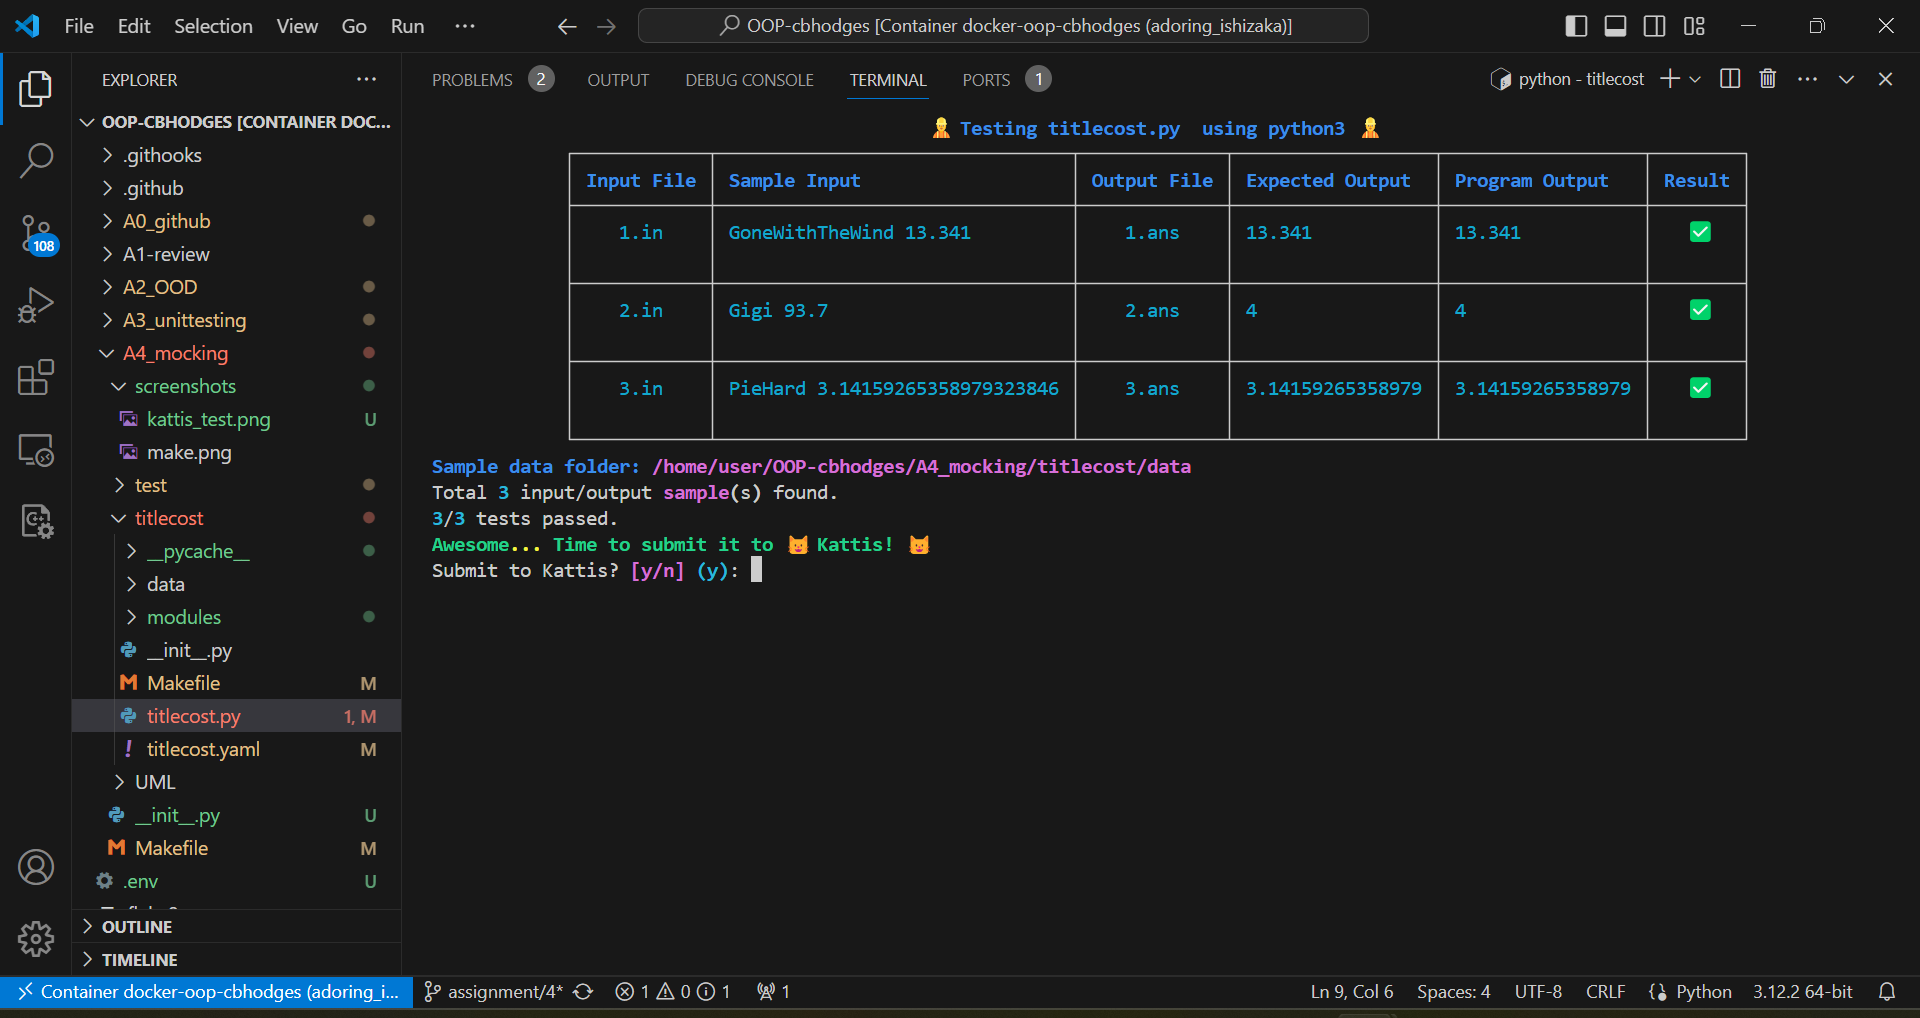 File Edit Selection View Go Run ···
OOP-cbhodges [Container docker-oop-cbhodges (adoring_ishizaka)]
EXPLORER
OOP-CBHODGES [CONTAINER DOC...
.githooks
.github
A0_github
A1-review
A2_OOD
A3_unittesting
A4_mocking
screenshots
kattis_test.png U
make.png
test
titlecost
__pycache__
data
modules
__init__.py
Makefile M
titlecost.py 1, M
titlecost.yaml M
UML
__init__.py U
Makefile M
.env U
OUTLINE
TIMELINE
108
PROBLEMS 2 OUTPUT DEBUG CONSOLE TERMINAL PORTS 1
python - titlecost
Testing titlecost.py using python3
Input File Sample Input Output File Expected Output Program Output Result
1.in GoneWithTheWind 13.341 1.ans 13.341 13.341
2.in Gigi 93.7 2.ans 4 4
3.in PieHard 3.14159265358979323846 3.ans 3.14159265358979 3.14159265358979
Sample data folder: /home/user/OOP-cbhodges/A4_mocking/titlecost/data
Total 3 input/output sample(s) found.
3/3 tests passed.
Awesome... Time to submit it to Kattis!
Submit to Kattis? [y/n] (y):
Container docker-oop-cbhodges (adoring_i... assignment/4* 1 0 1 1 Ln 9, Col 6 Spaces: 4 UTF-8 CRLF Python 3.12.2 64-bit